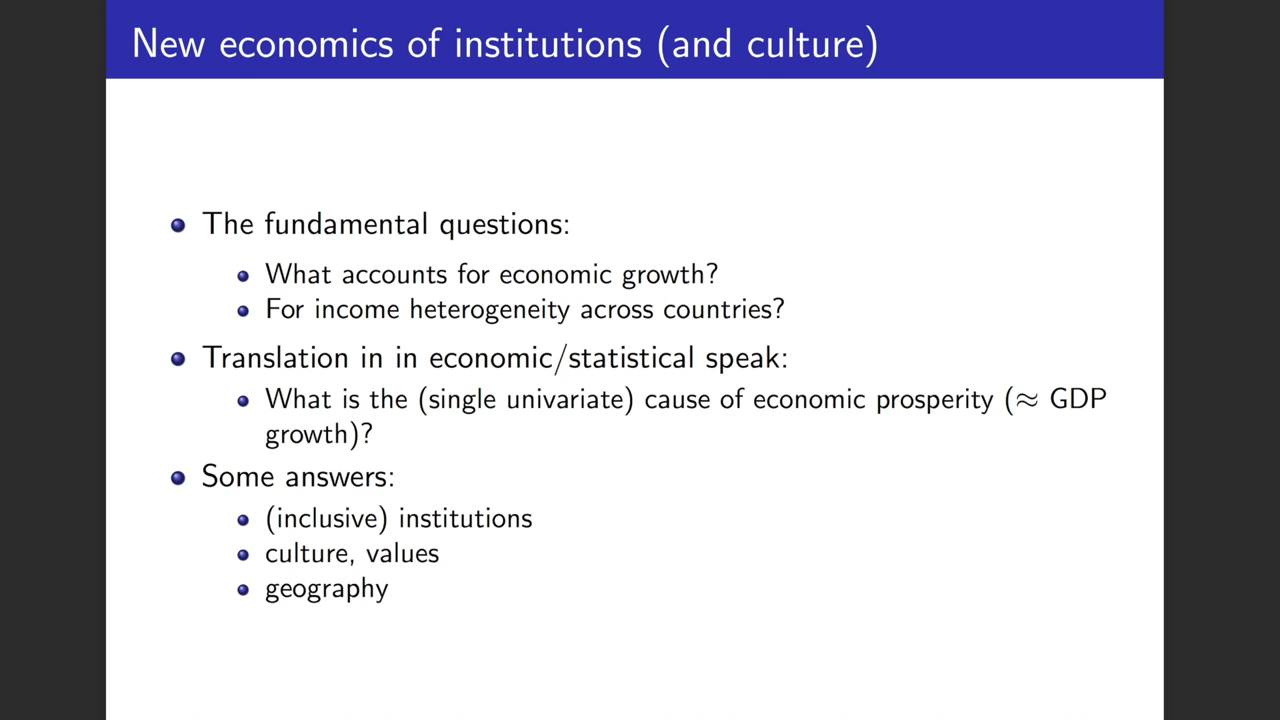 New economics of institutions (and culture)
The fundamental questions:
What accounts for economic growth?
For income heterogeneity across countries?
Translation in in economic/statistical speak:
What is the (single univariate) cause of economic prosperity (≈ GDP
growth)?
Some answers:
(inclusive) institutions
culture, values
geography